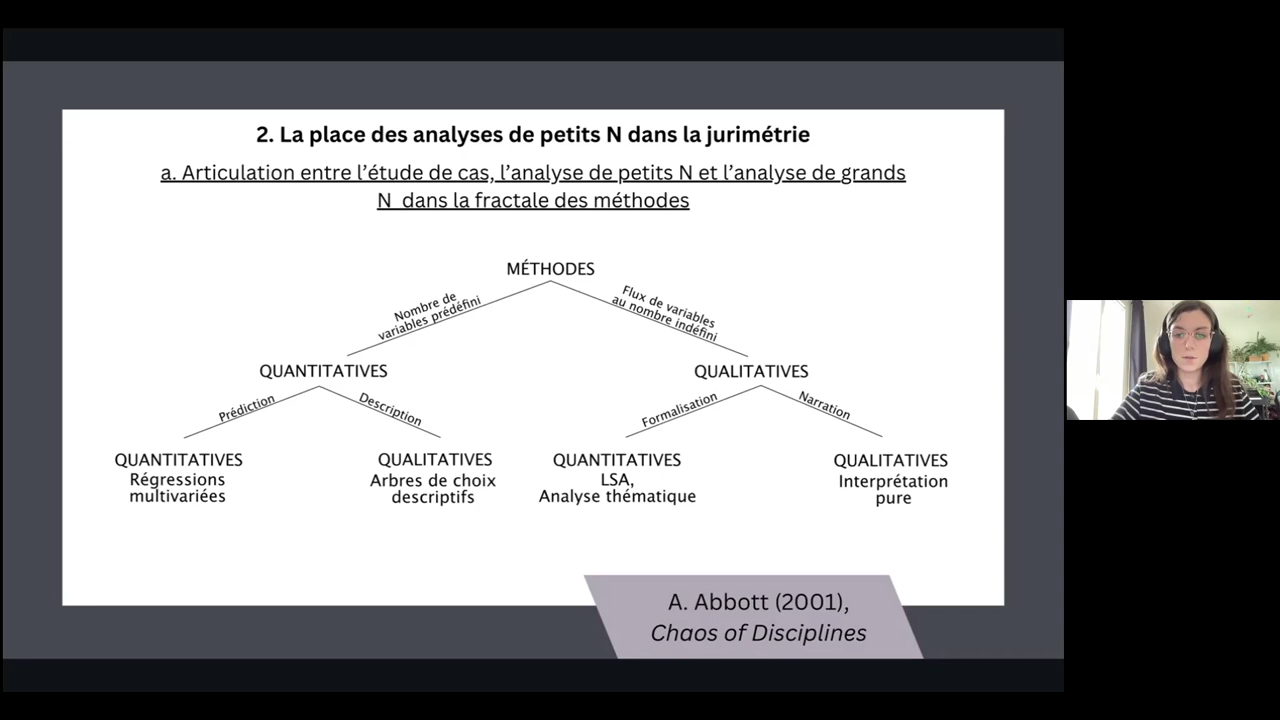 2. La place des analyses de petits N dans la jurimétrie
a. Articulation entre l'étude de cas, l'analyse de petits N et l'analyse de grands
N dans la fractale des méthodes
MÉTHODES
Nombre de
variables prédéfini
Flux de variables
au nombre indéfini
QUANTITATIVES
QUALITATIVES
Prédiction
Description
Formalisation
Narration
QUANTITATIVES
Régressions
multivariées
QUALITATIVES
Arbres de choix
descriptifs
QUANTITATIVES
LSA,
Analyse thématique
QUALITATIVES
Interprétation
pure
A. Abbott (2001),
Chaos of Disciplines